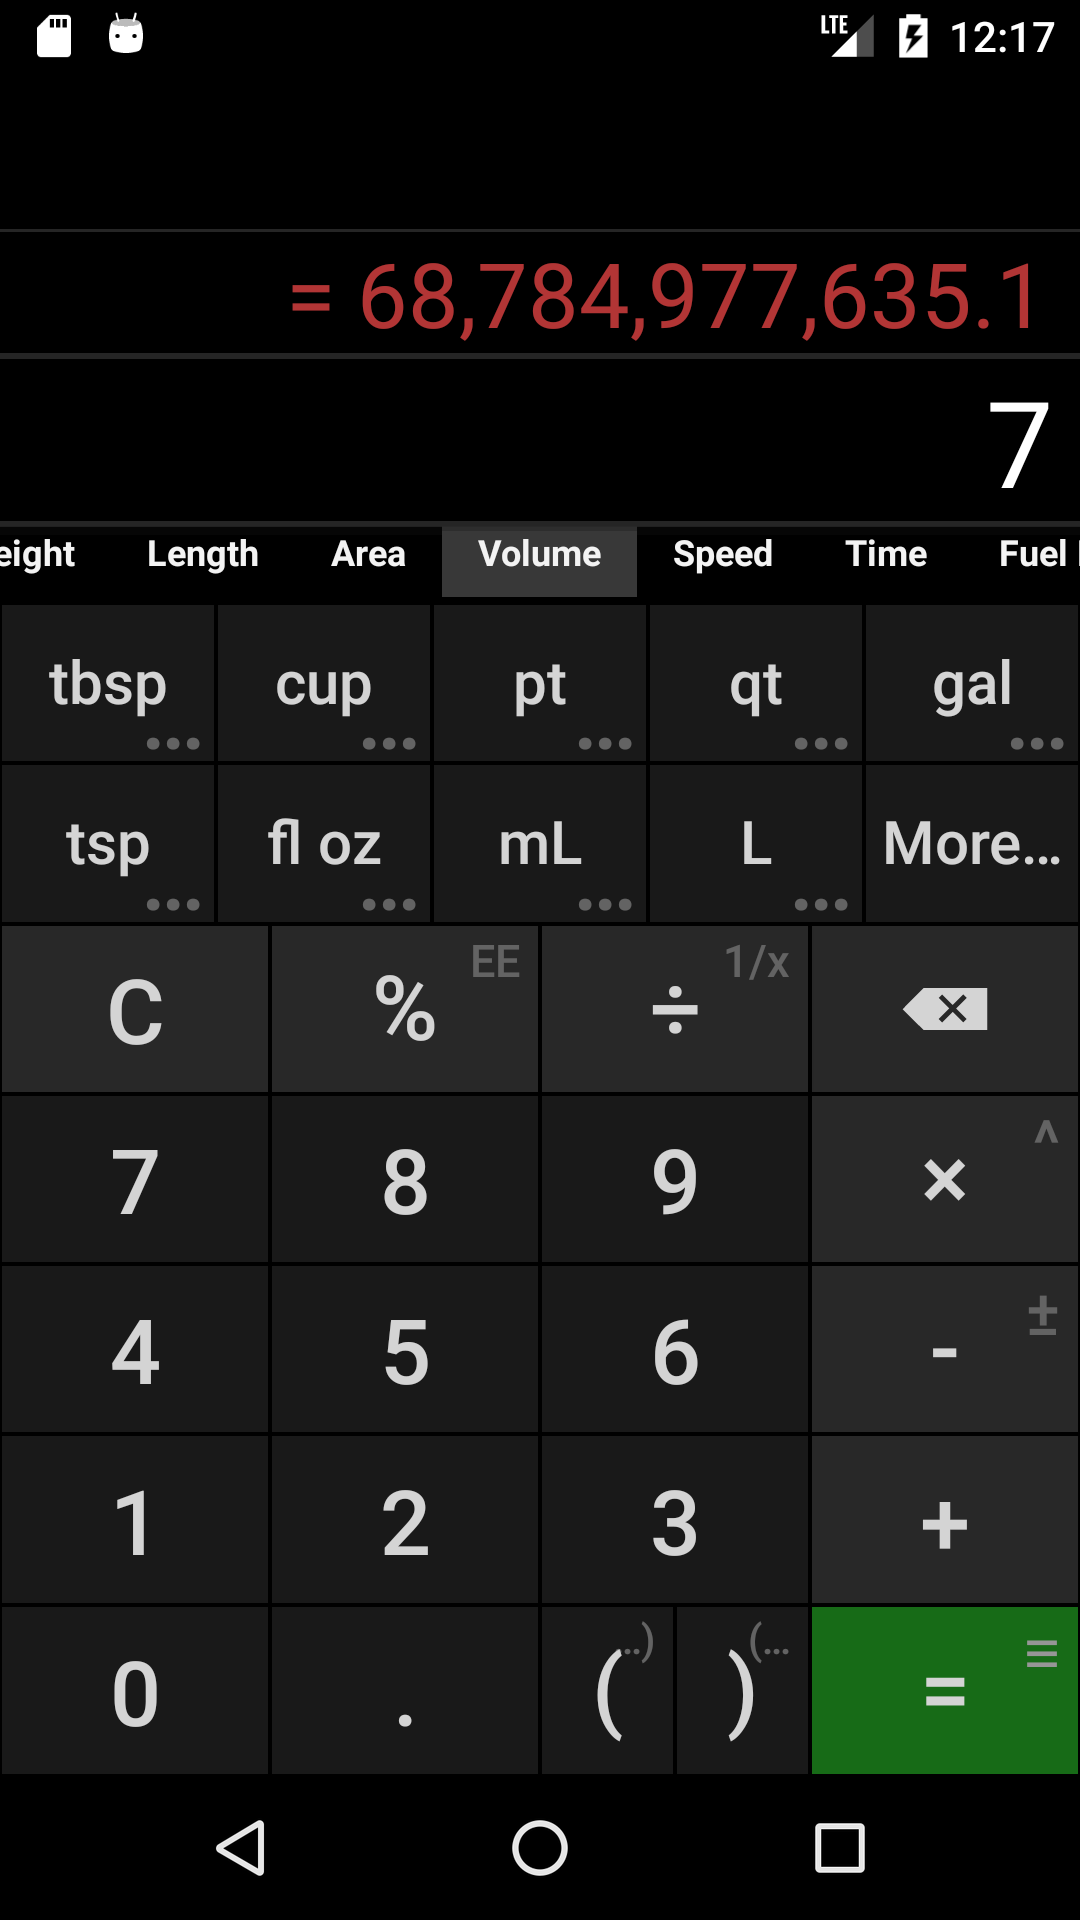 LTE 12:17
= 68,784,977,635.1
7
eight Length Area Volume Speed Time Fuel
tbsp cup pt qt gal
tsp fl oz mL L More...
C % EE ÷ 1/x
7 8 9 × ^
4 5 6 - ±
1 2 3 +
0 . ( ..) ) (... =